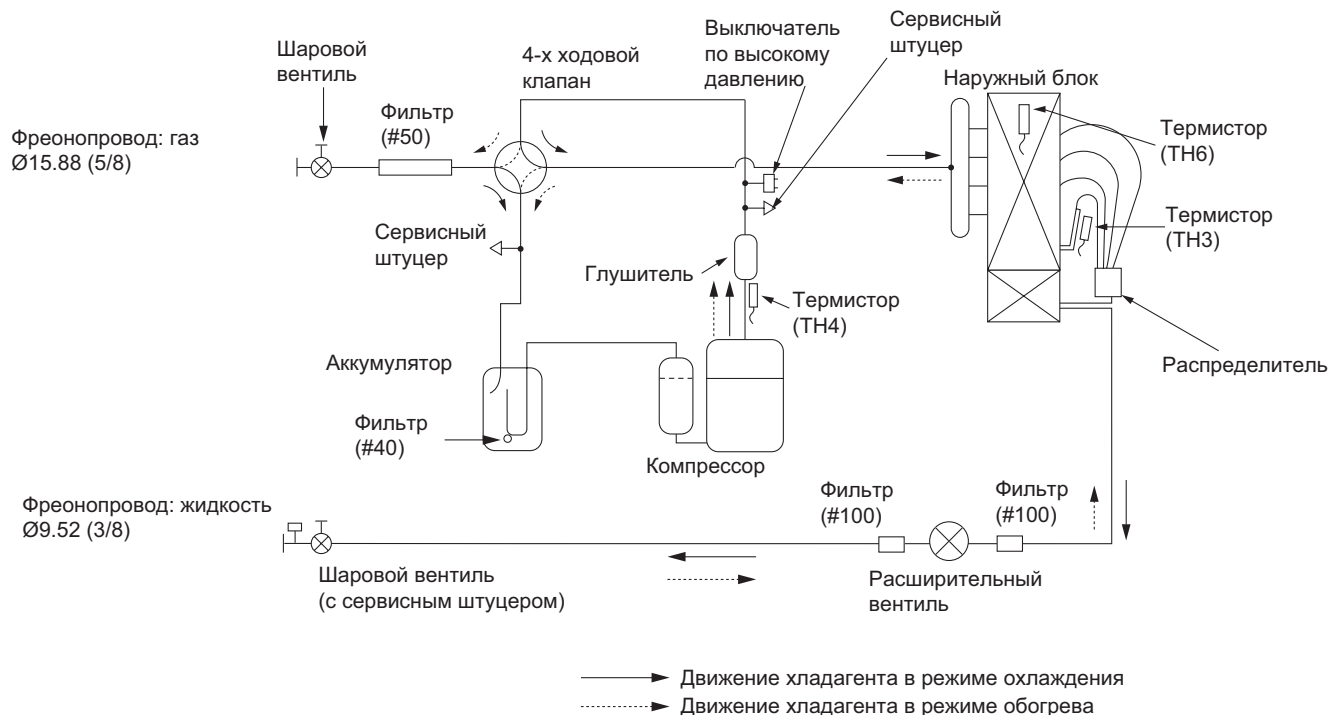 Шаровой
вентиль
4-х ходовой
клапан
Выключатель
по высокому
давлению
Сервисный
штуцер
Наружный блок
Фильтр
(#50)
Фреонопровод: газ
Ø15.88 (5/8)
Термистор
(TH6)
Термистор
(TH3)
Сервисный
штуцер
Глушитель
Термистор
(TH4)
Аккумулятор
Распределитель
Фильтр
(#40)
Компрессор
Фреонопровод: жидкость
Ø9.52 (3/8)
Фильтр
(#100)
Фильтр
(#100)
Шаровой вентиль
(с сервисным штуцером)
Расширительный
вентиль
Движение хладагента в режиме охлаждения
Движение хладагента в режиме обогрева